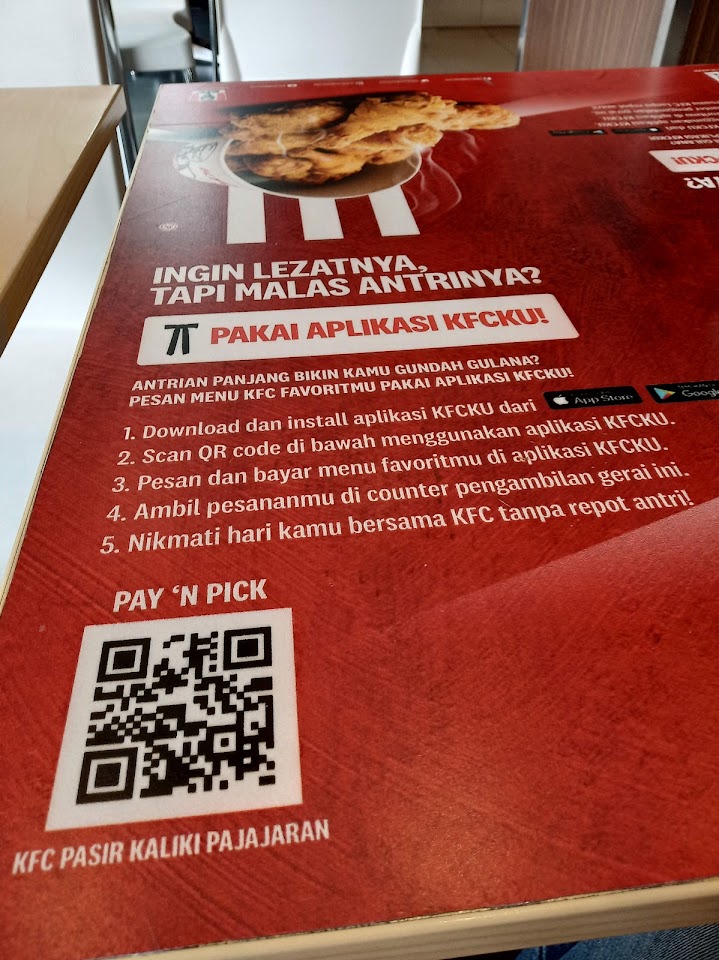 INGIN LEZATNYA,
TAPI MALAS ANTRINYA?
PAKAI APLIKASI KFCKU!
ANTRIAN PANJANG BIKIN KAMU GUNDAH GULANA?
PESAN MENU KFC FAVORITMU PAKAI APLIKASI KFCKU!
1. Download dan install aplikasi KFCKU dari App Store Google
2. Scan QR code di bawah menggunakan aplikasi KFCKU.
3. Pesan dan bayar menu favoritmu di aplikasi KFCKU.
4. Ambil pesananmu di counter pengambilan gerai ini.
5. Nikmati hari kamu bersama KFC tanpa repot antri!
PAY 'N PICK
KFC PASIR KALIKI PAJAJARAN